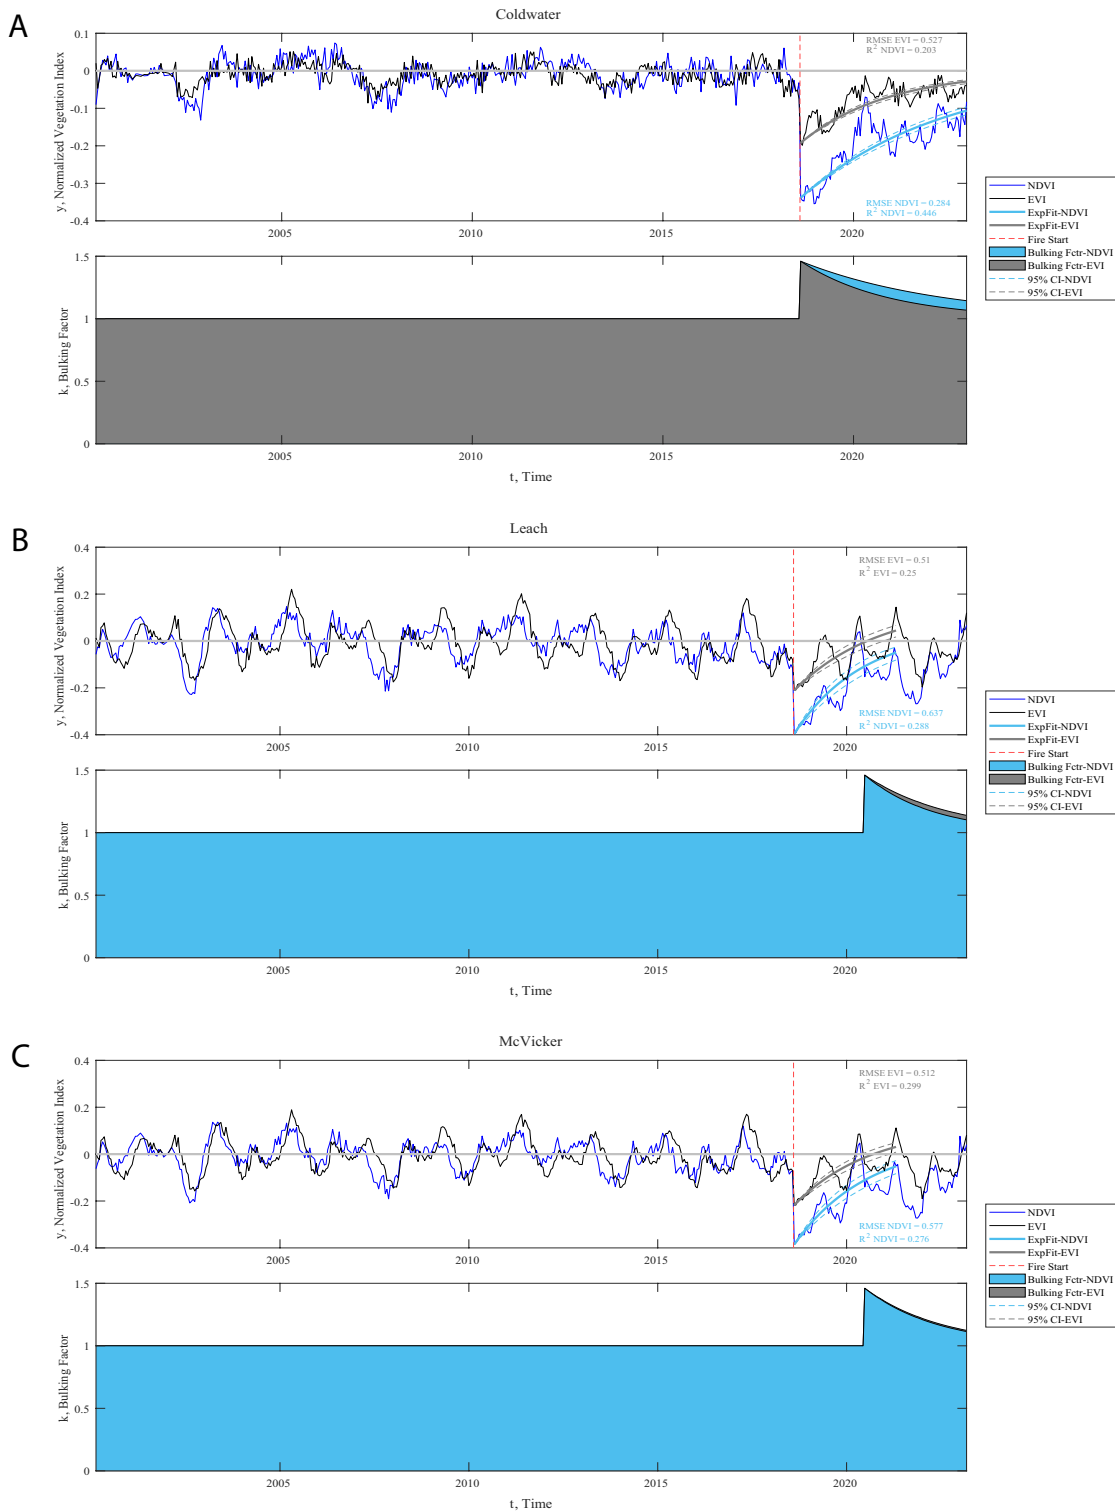 A
Coldwater
y, Normalized Vegetation Index
0.1
0
-0.1
-0.2
-0.3
-0.4
RMSE EVI = 0.527
R² NDVI = 0.203
RMSE NDVI = 0.284
R² NDVI = 0.446
2005
2010
2015
2020
k, Bulking Factor
1.5
1
0.5
0
2005
2010
2015
2020
t, Time
NDVI
EVI
ExpFit-NDVI
ExpFit-EVI
Fire Start
Bulking Fctr-NDVI
Bulking Fctr-EVI
95% CI-NDVI
95% CI-EVI
B
Leach
y, Normalized Vegetation Index
0.4
0.2
0
-0.2
-0.4
RMSE EVI = 0.51
R² EVI = 0.25
RMSE NDVI = 0.637
R² NDVI = 0.288
2005
2010
2015
2020
k, Bulking Factor
1.5
1
0.5
0
2005
2010
2015
2020
t, Time
NDVI
EVI
ExpFit-NDVI
ExpFit-EVI
Fire Start
Bulking Fctr-NDVI
Bulking Fctr-EVI
95% CI-NDVI
95% CI-EVI
C
McVicker
y, Normalized Vegetation Index
0.4
0.2
0
-0.2
-0.4
RMSE EVI = 0.512
R² EVI = 0.299
RMSE NDVI = 0.577
R² NDVI = 0.276
2005
2010
2015
2020
k, Bulking Factor
1.5
1
0.5
0
2005
2010
2015
2020
t, Time
NDVI
EVI
ExpFit-NDVI
ExpFit-EVI
Fire Start
Bulking Fctr-NDVI
Bulking Fctr-EVI
95% CI-NDVI
95% CI-EVI